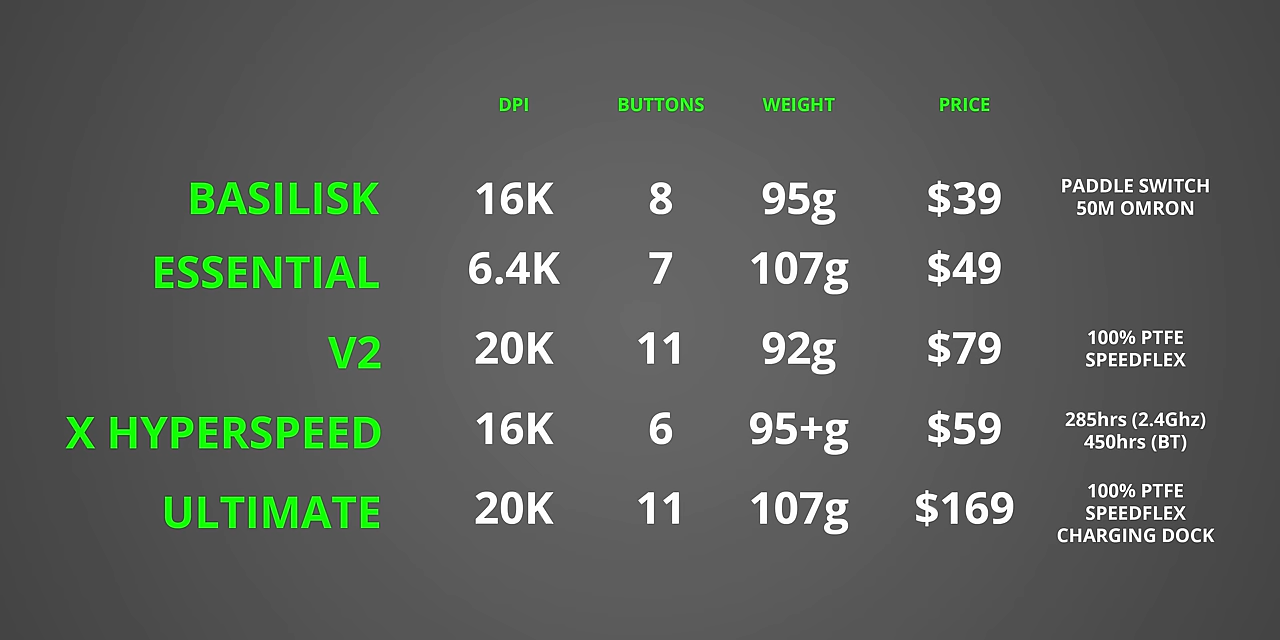 DPI BUTTONS WEIGHT PRICE
BASILISK 16K 8 95g $39 PADDLE SWITCH
50M OMRON
ESSENTIAL 6.4K 7 107g $49
V2 20K 11 92g $79 100% PTFE
SPEEDFLEX
X HYPERSPEED 16K 6 95+g $59 285hrs (2.4Ghz)
450hrs (BT)
ULTIMATE 20K 11 107g $169 100% PTFE
SPEEDFLEX
CHARGING DOCK